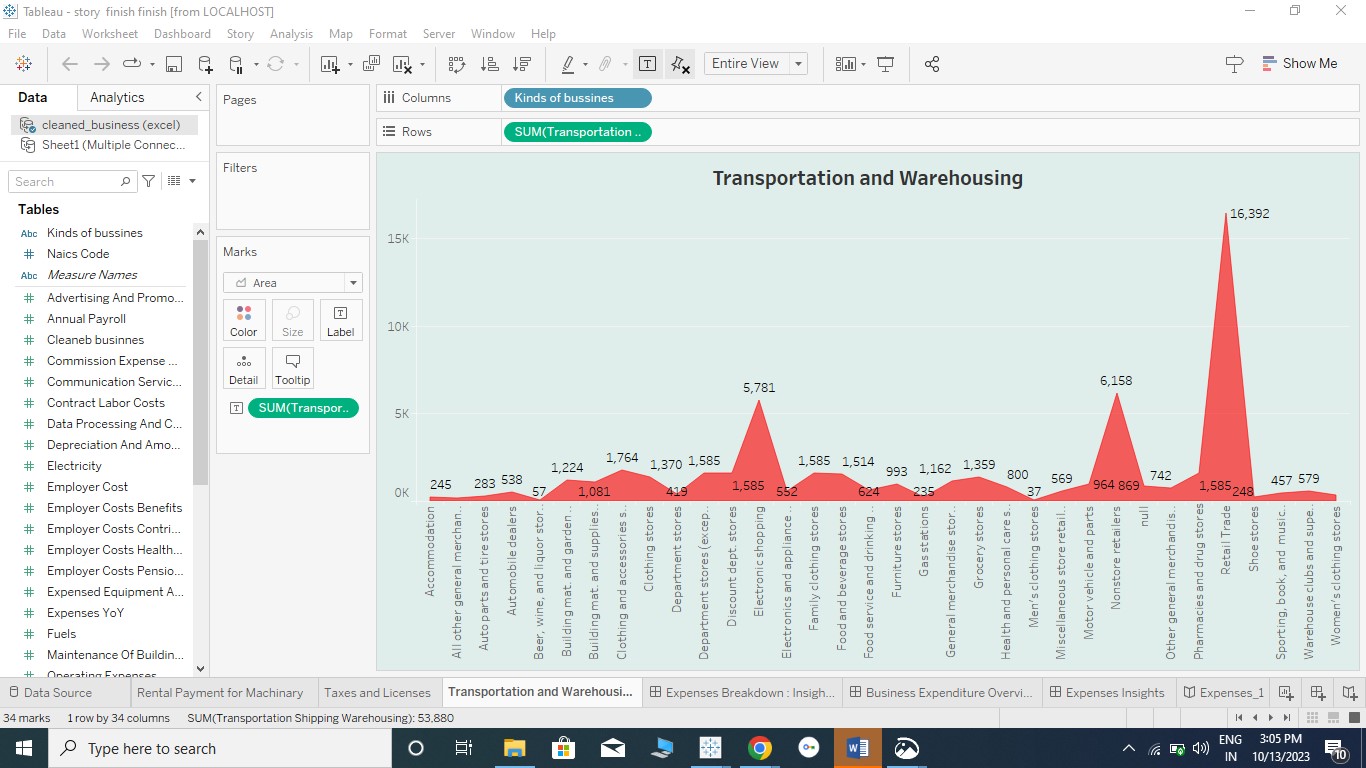 Tableau - story finish finish [from LOCALHOST]
File Data Worksheet Dashboard Story Analysis Map Format Server Window Help
Entire View
Show Me
Data Analytics
cleaned_business (excel)
Sheet1 (Multiple Connec...
Search
Tables
Abc Kinds of bussines
# Naics Code
Abc Measure Names
# Advertising And Promo...
# Annual Payroll
# Cleaneb businnes
# Commission Expense ...
# Communication Servic...
# Contract Labor Costs
# Data Processing And C...
# Depreciation And Amo...
# Electricity
# Employer Cost
# Employer Costs Benefits
# Employer Costs Contri...
# Employer Costs Health...
# Employer Costs Pensio...
# Expensed Equipment A...
# Expenses YoY
# Fuels
# Maintenance Of Buildin...
# Operating Expenses
Pages
Filters
Marks
Area
Color Size Label
Detail Tooltip
SUM(Transpor..
Columns Kinds of bussines
Rows SUM(Transportation ..
Transportation and Warehousing
15K
10K
5K
0K
245
283
538
57
1,224
1,081
1,764
1,370
419
1,585
1,585
5,781
552
1,585
1,514
624
993
235
1,162
1,359
800
37
569
964
6,158
869
742
1,585
16,392
248
457
579
Accommodation
All other general merchan..
Auto parts and tire stores
Automobile dealers
Beer, wine, and liquor stor..
Building mat. and garden ..
Building mat. and supplies..
Clothing and accessories s..
Clothing stores
Department stores
Department stores (excep..
Discount dept. stores
Electronic shopping
Electronics and appliance ..
Family clothing stores
Food and beverage stores
Food service and drinking ..
Furniture stores
Gas stations
General merchandise stor..
Grocery stores
Health and personal care s..
Men's clothing stores
Miscellaneous store retail..
Motor vehicle and parts
Nonstore retailers
null
Other general merchandis..
Pharmacies and drug stores
Retail Trade
Shoe stores
Sporting, book, and music..
Warehouse clubs and supe..
Women's clothing stores
Data Source Rental Payment for Machinary Taxes and Licenses Transportation and Warehousi... Expenses Breakdown : Insigh... Business Expenditure Overvi... Expenses Insights Expenses_1
34 marks 1 row by 34 columns SUM(Transportation Shipping Warehousing): 53,880
Type here to search
ENG
IN
3:05 PM
10/13/2023
10